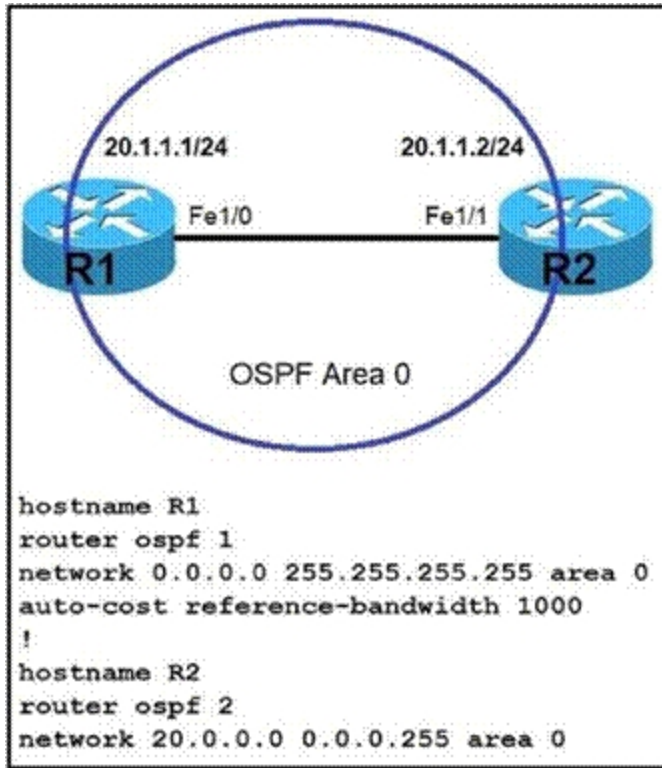 20.1.1.1/24
20.1.1.2/24
Fe1/0
Fe1/1
R1
R2
OSPF Area 0
hostname R1
router ospf 1
network 0.0.0.0 255.255.255.255 area 0
auto-cost reference-bandwidth 1000
!
hostname R2
router ospf 2
network 20.0.0.0 0.0.0.255 area 0